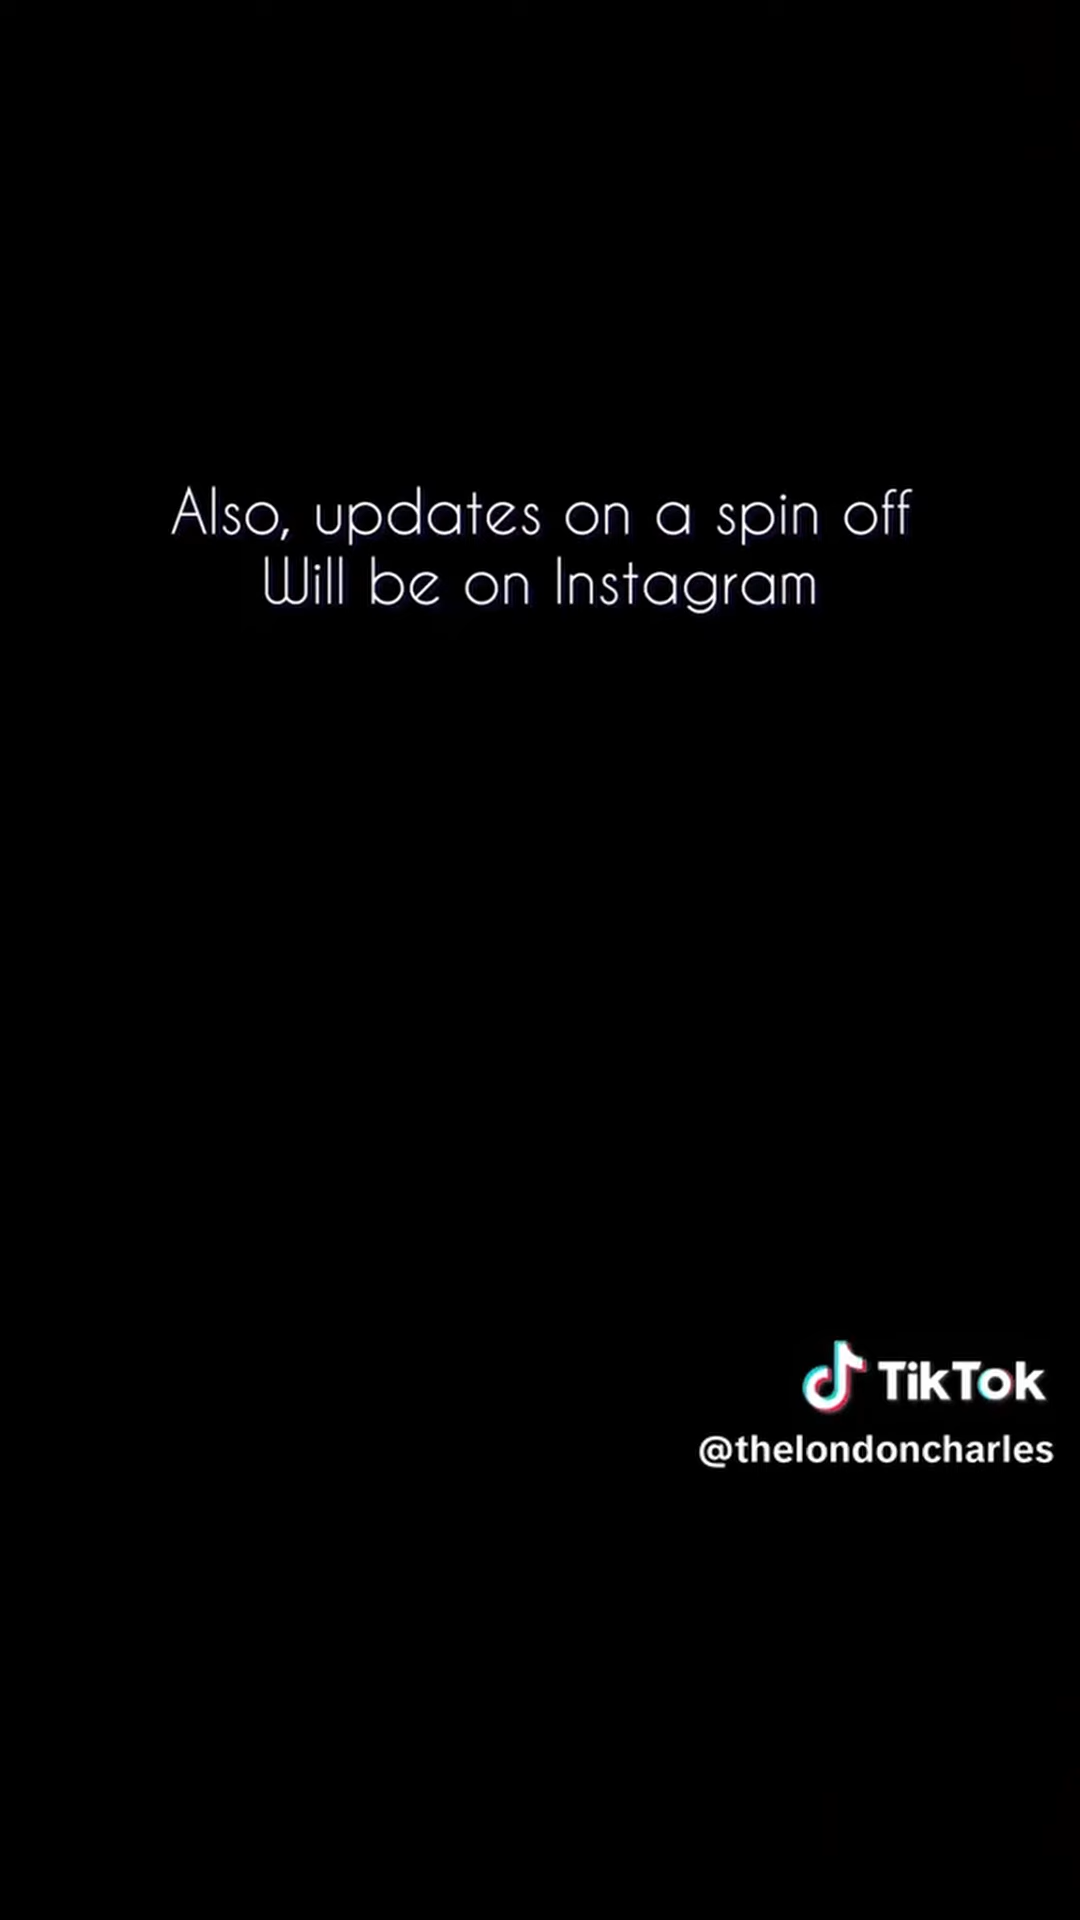 Also, updates on a spin off
Will be on Instagram
TikTok
@thelondoncharles